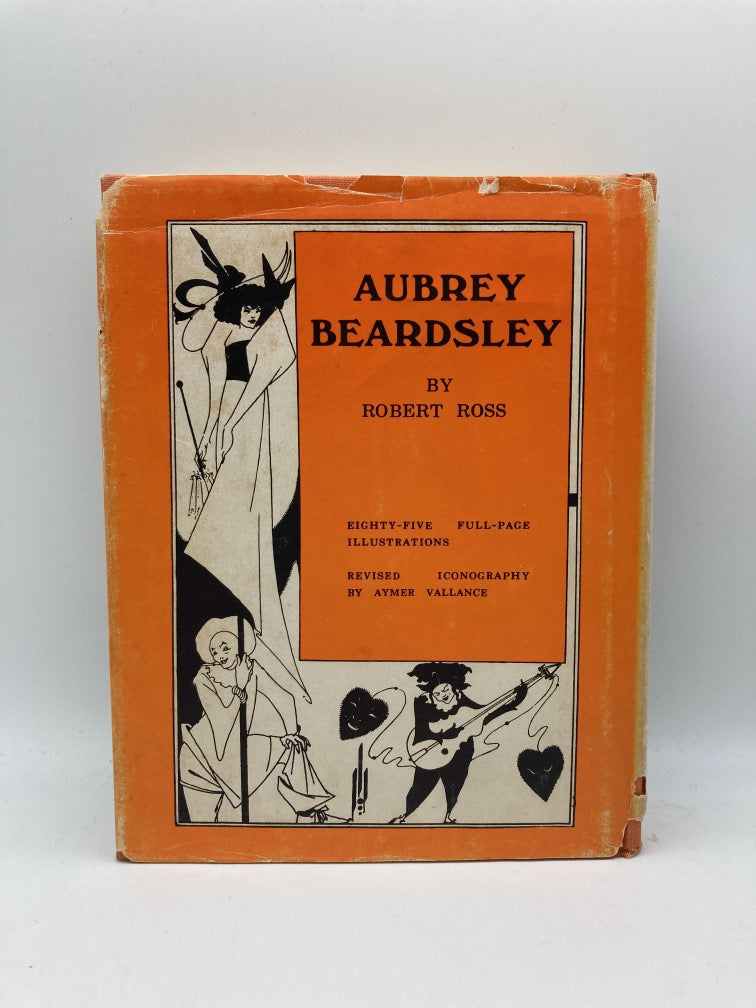 AUBREY
BEARDSLEY
BY
ROBERT ROSS
EIGHTY-FIVE FULL-PAGE
ILLUSTRATIONS
REVISED ICONOGRAPHY
BY AYMER VALLANCE